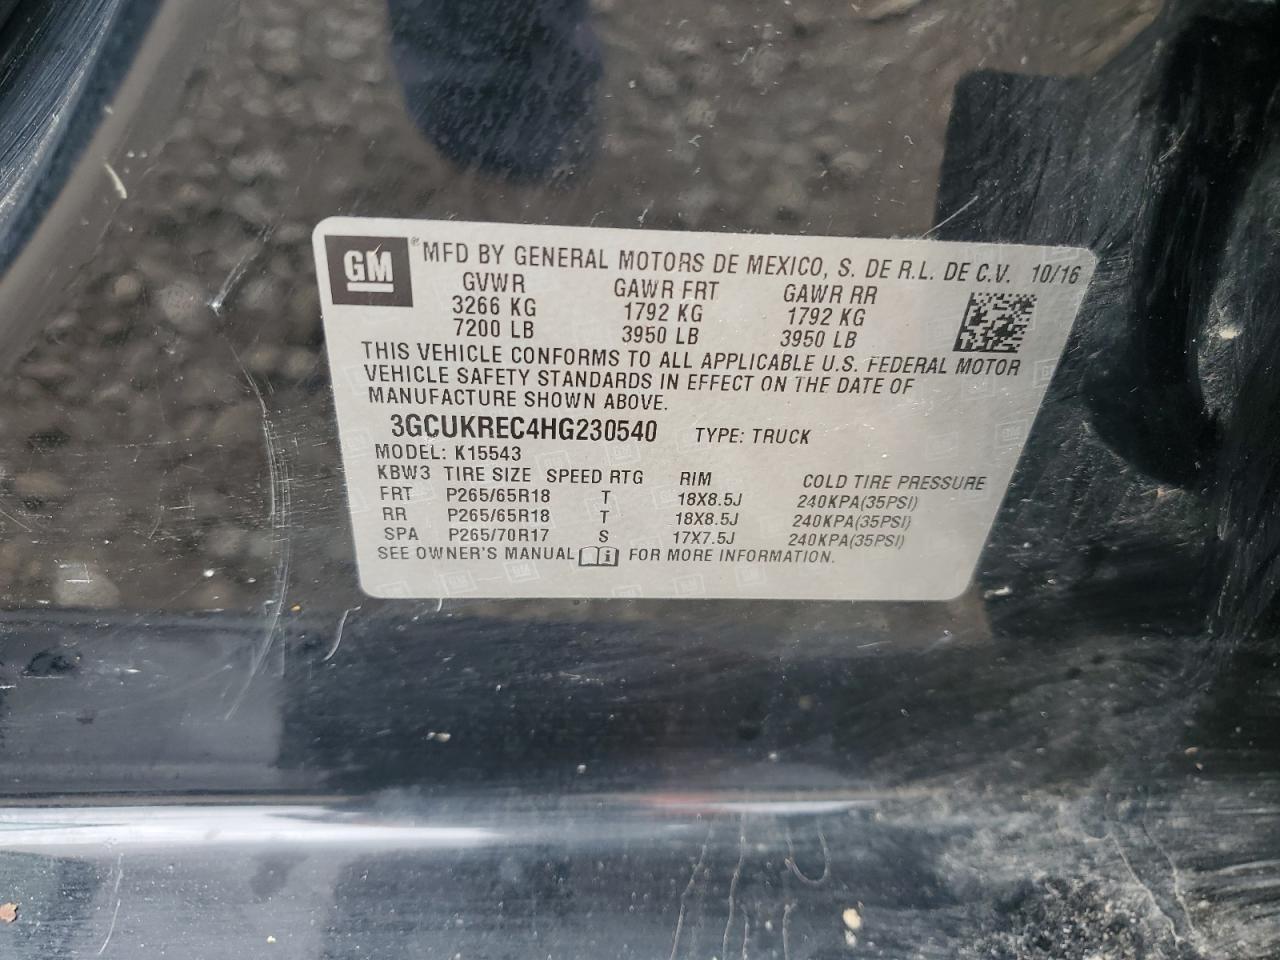 GM ® MFD BY GENERAL MOTORS DE MEXICO, S. DE R.L. DE C.V. 10/16
GVWR GAWR FRT GAWR RR
3266 KG 1792 KG 1792 KG
7200 LB 3950 LB 3950 LB
THIS VEHICLE CONFORMS TO ALL APPLICABLE U.S. FEDERAL MOTOR
VEHICLE SAFETY STANDARDS IN EFFECT ON THE DATE OF
MANUFACTURE SHOWN ABOVE.
3GCUKREC4HG230540 TYPE: TRUCK
MODEL: K15543
KBW3 TIRE SIZE SPEED RTG RIM COLD TIRE PRESSURE
FRT P265/65R18 T 18X8.5J 240KPA(35PSI)
RR P265/65R18 T 18X8.5J 240KPA(35PSI)
SPA P265/70R17 S 17X7.5J 240KPA(35PSI)
SEE OWNER'S MANUAL i FOR MORE INFORMATION.